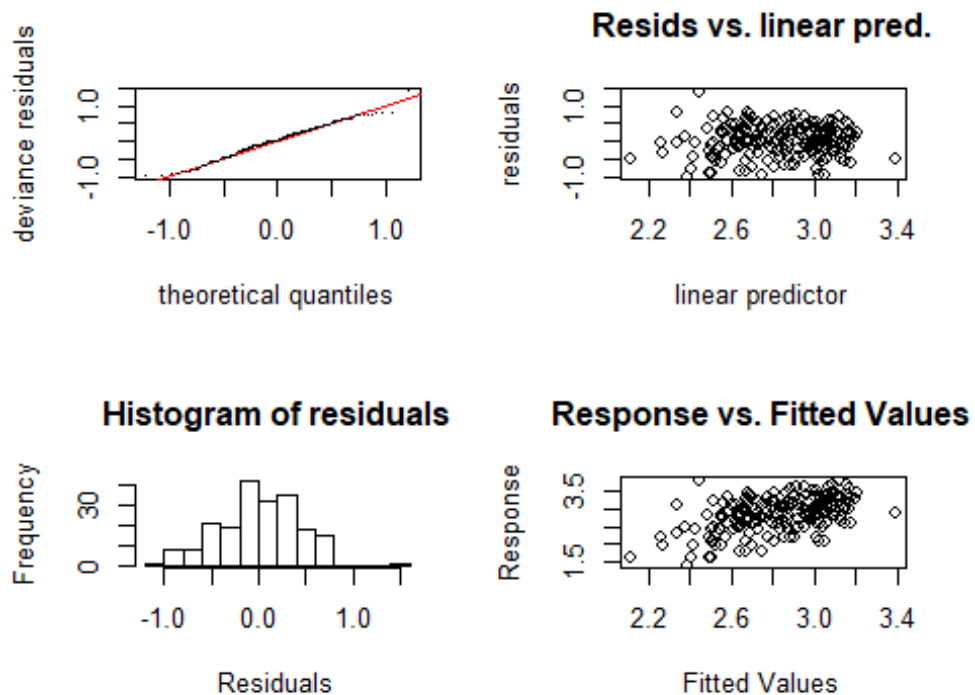 deviance residuals
1.0
-1.0
-1.0
0.0
1.0
theoretical quantiles
Resids vs. linear pred.
residuals
1.0
-1.0
2.2
2.6
3.0
3.4
linear predictor
Histogram of residuals
Frequency
30
0
-1.0
0.0
1.0
Residuals
Response vs. Fitted Values
Response
3.5
1.5
2.2
2.6
3.0
3.4
Fitted Values